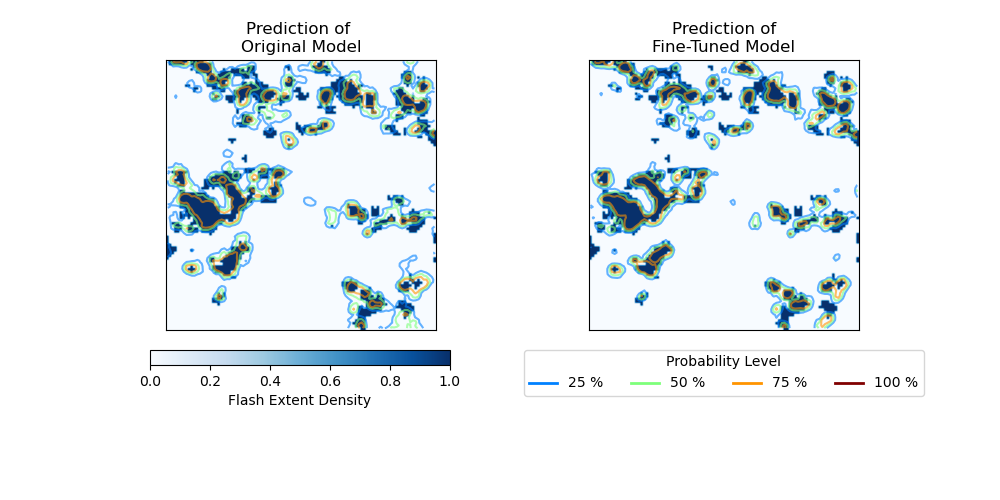 Prediction of
Original Model
Prediction of
Fine-Tuned Model
0.0 0.2 0.4 0.6 0.8 1.0
Flash Extent Density
Probability Level
25 % 50 % 75 % 100 %